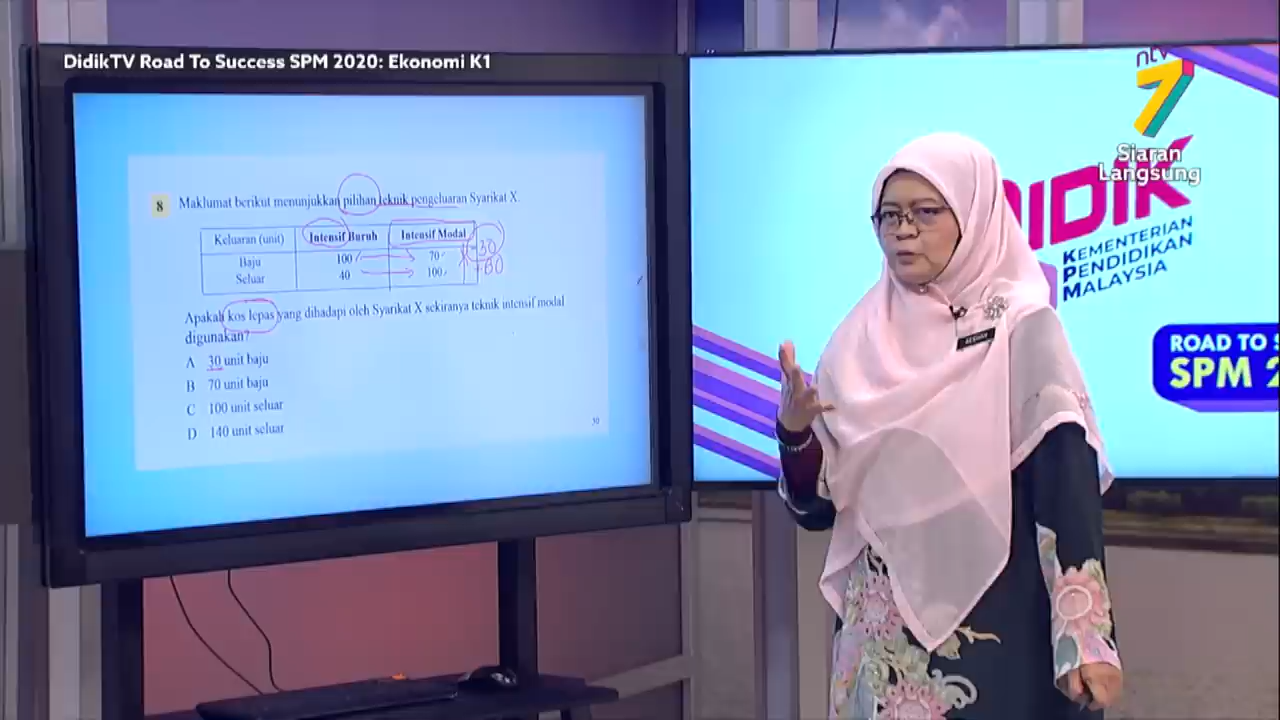 DidikTV Road To Success SPM 2020: Ekonomi K1
ntv
7
Siaran
Langsung
DIDIK
KEMENTERIAN
PENDIDIKAN
MALAYSIA
ROAD TO S
SPM 2
8 Maklumat berikut menunjukkan pilihan teknik pengeluaran Syarikat X.
Keluaran (unit) Intensif Buruh Intensif Modal
Baju 100 70 -30
Seluar 40 100 +60
Apakah kos lepas yang dihadapi oleh Syarikat X sekiranya teknik intensif modal
digunakan?
A 30 unit baju
B 70 unit baju
C 100 unit seluar
D 140 unit seluar
30